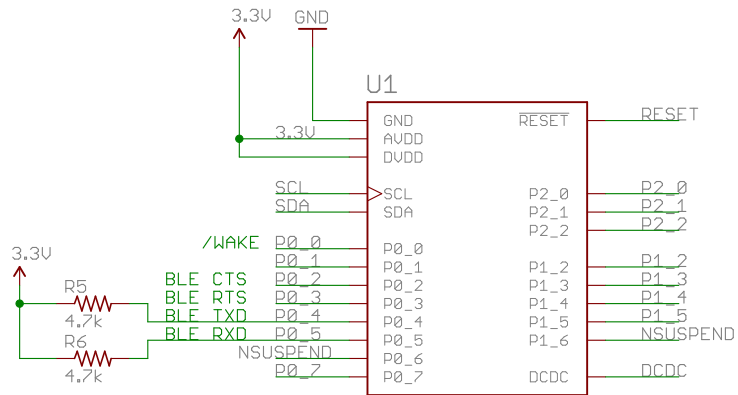 3.3V GND
U1
GND RESET RESET
3.3V AVDD
DVDD
SCL SCL P2_0 P2_0
SDA SDA P2_1 P2_1
P2_2 P2_2
/WAKE P0_0 P0_0
P0_1 P0_1 P1_2 P1_2
BLE CTS P0_2 P0_2 P1_3 P1_3
BLE RTS P0_3 P0_3 P1_4 P1_4
BLE TXD P0_4 P0_4 P1_5 P1_5
BLE RXD P0_5 P0_5 P1_6 NSUSPEND
NSUSPEND P0_6
P0_7 P0_7 DCDC DCDC
3.3V
R5
4.7k
R6
4.7k